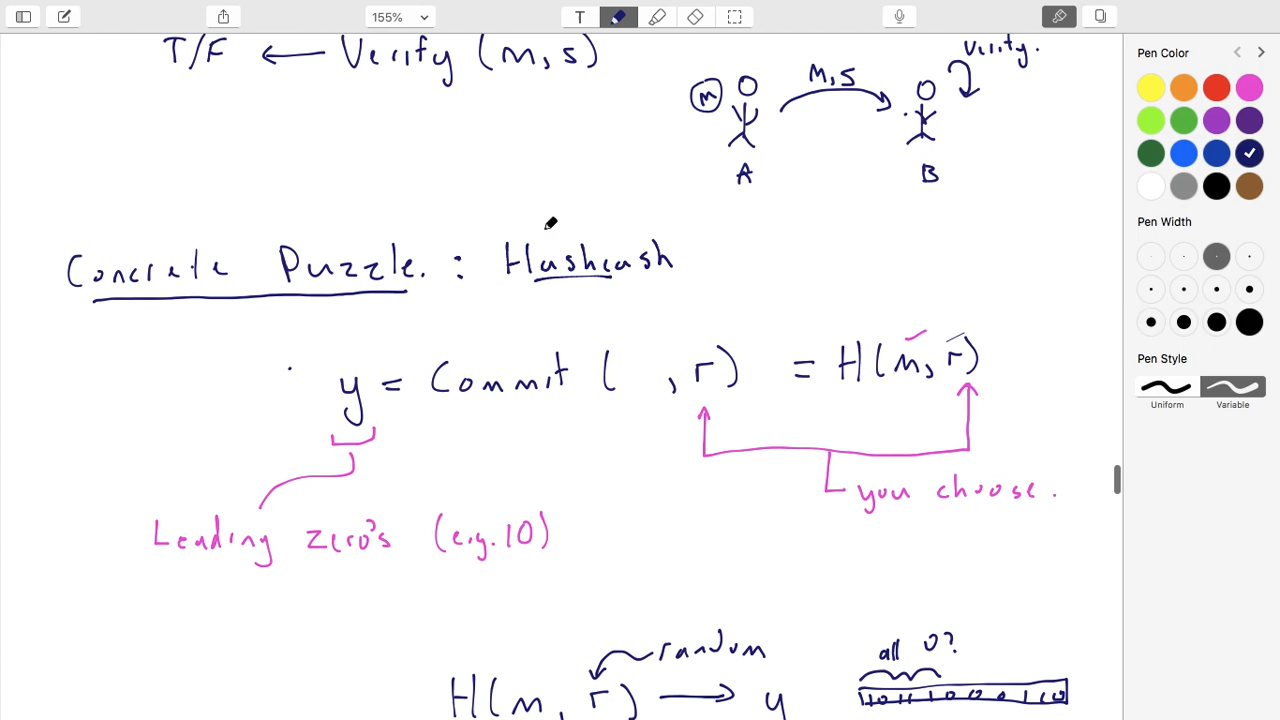 155%
T
T/F ← Verify (m,s)
verify.
M,S
m
A
B
Pen Color
Pen Width
Pen Style
Uniform
Variable
Concrete Puzzle. : Hashcash
y = Commit ( , r) = H(m, r)
you choose.
Leading zero's (e.g. 10)
random
all 0?
H(m, r) → y